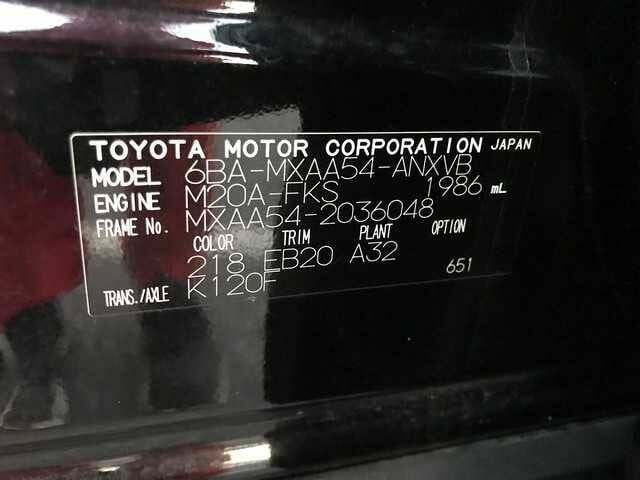 TOYOTA MOTOR CORPORATION JAPAN
MODEL 6BA-MXAA54-ANXVB
ENGINE M20A-FKS 1986 mL
FRAME No. MXAA54-2036048
COLOR TRIM PLANT OPTION
218 EB20 A32 651
TRANS./AXLE K120F